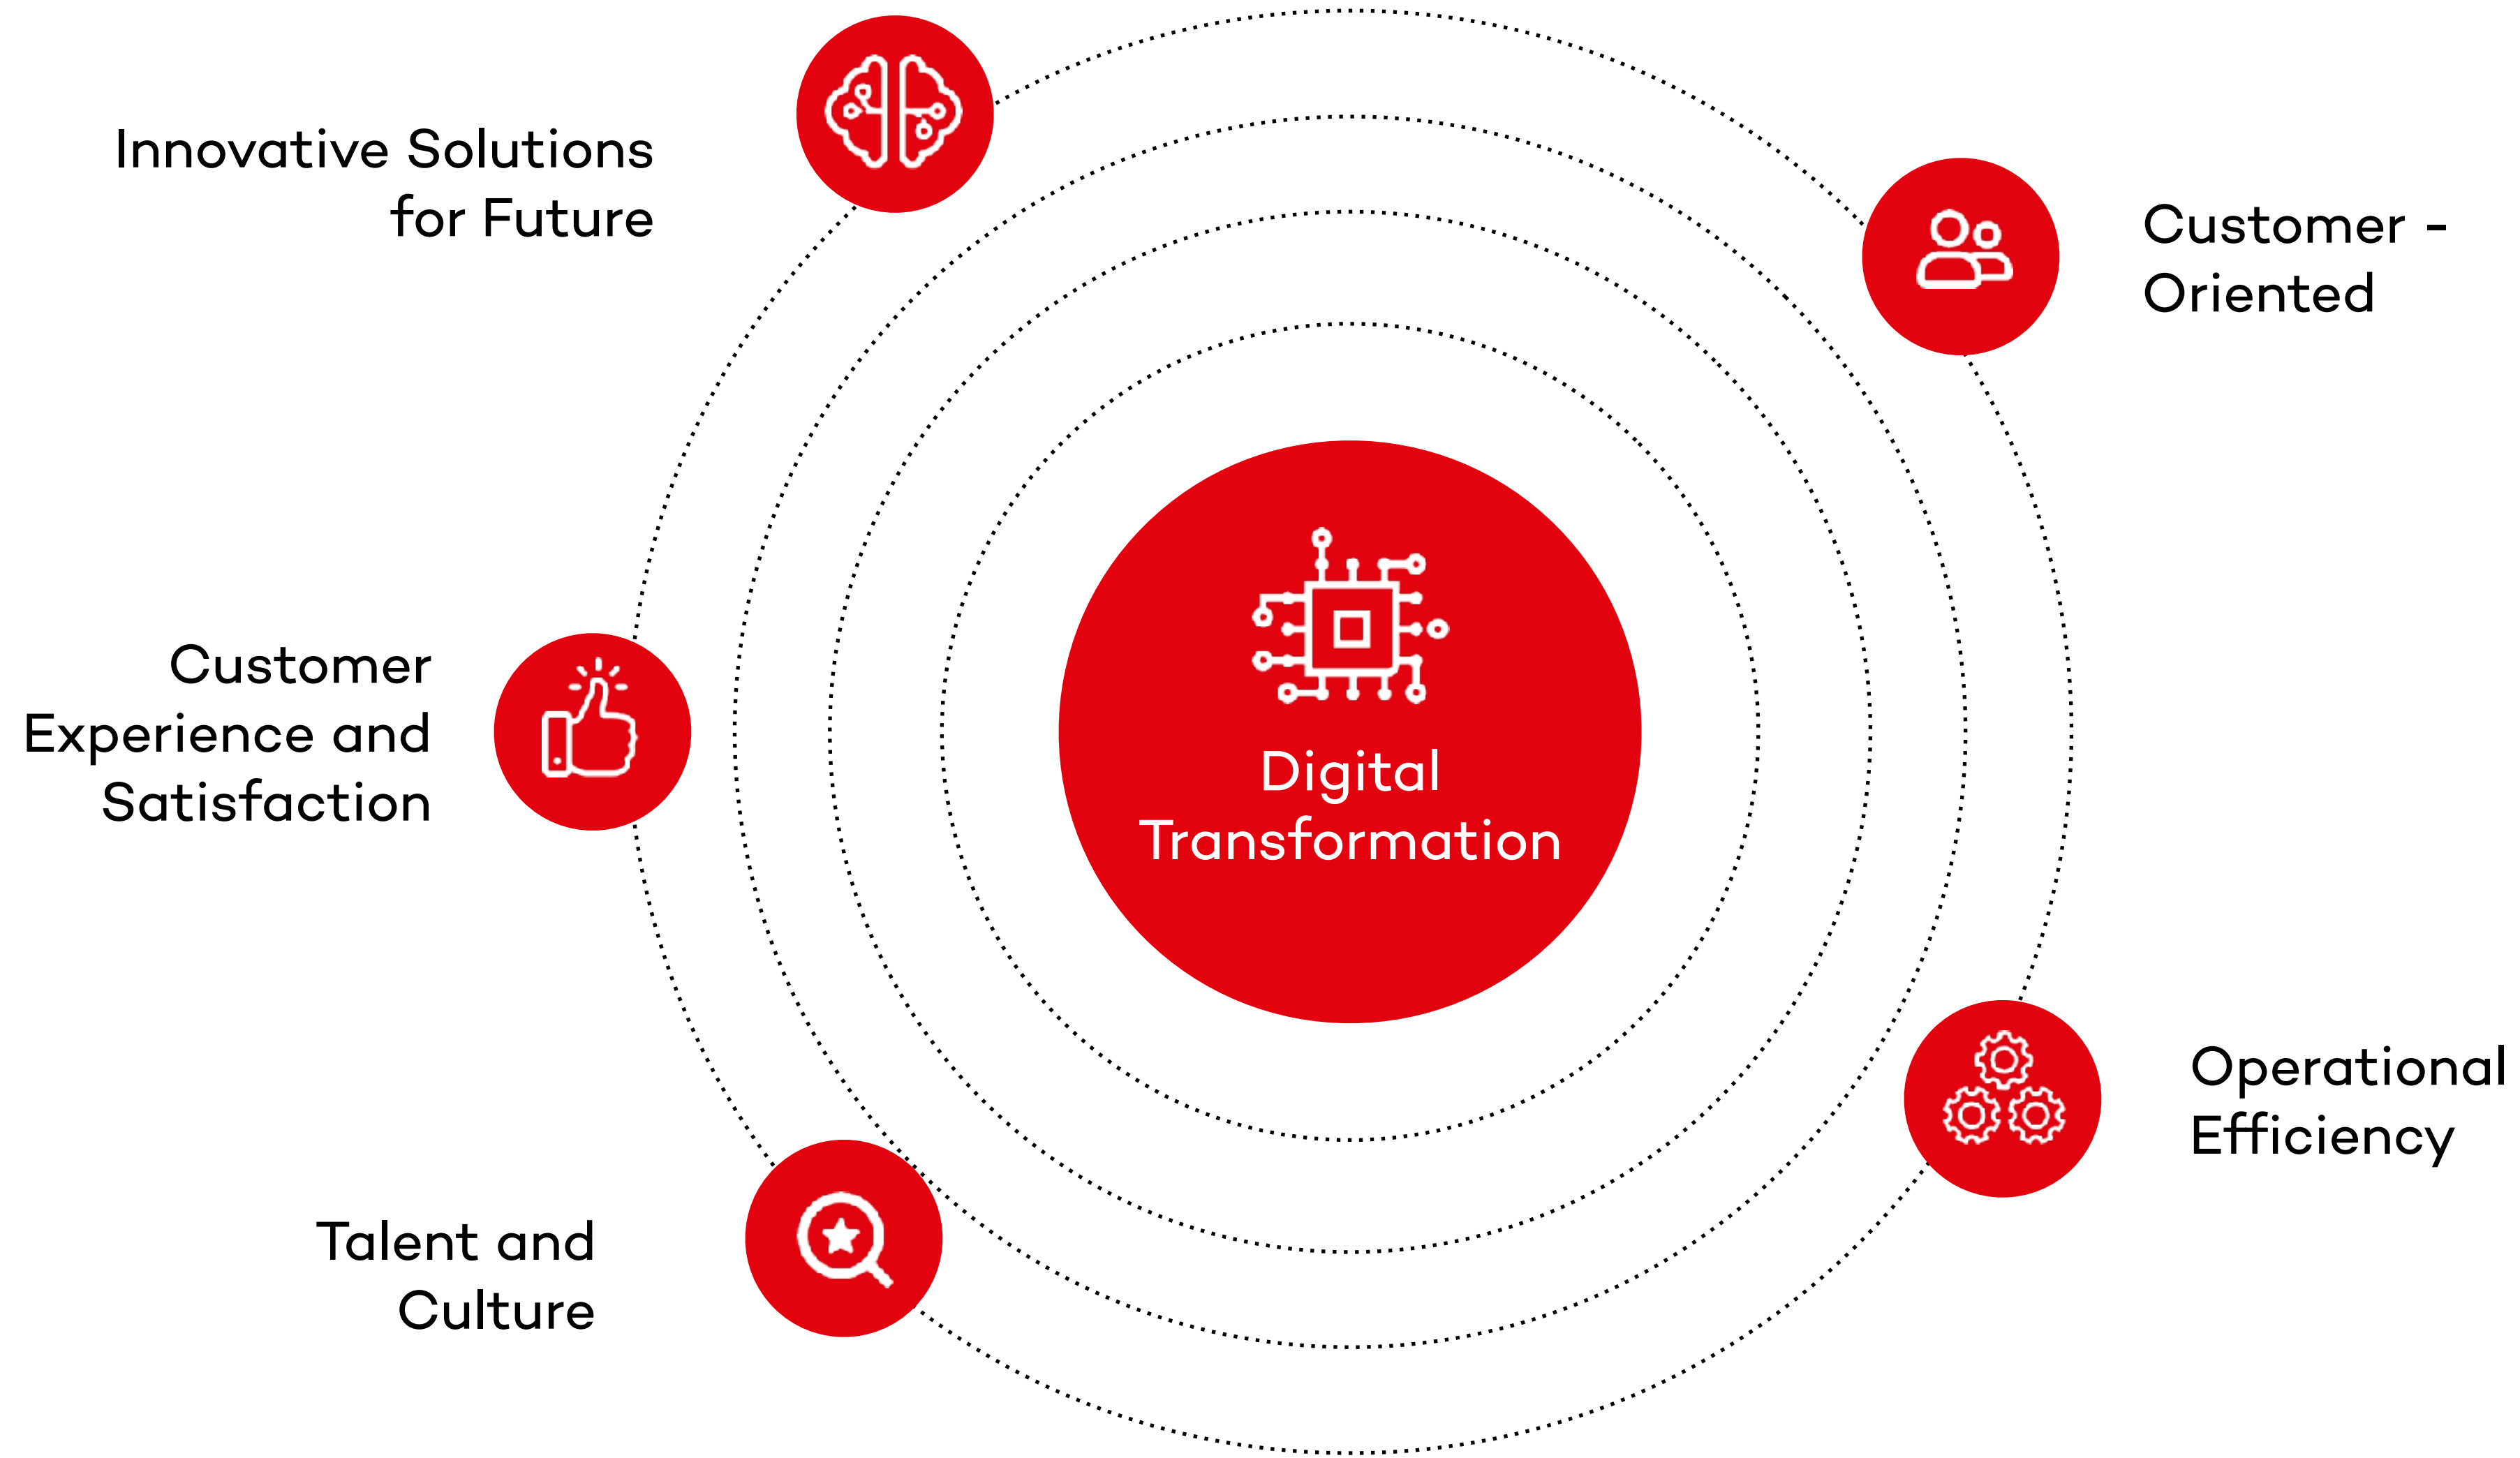 Innovative Solutions
for Future
Customer -
Oriented
Customer
Experience and
Satisfaction
Digital
Transformation
Operational
Efficiency
Talent and
Culture